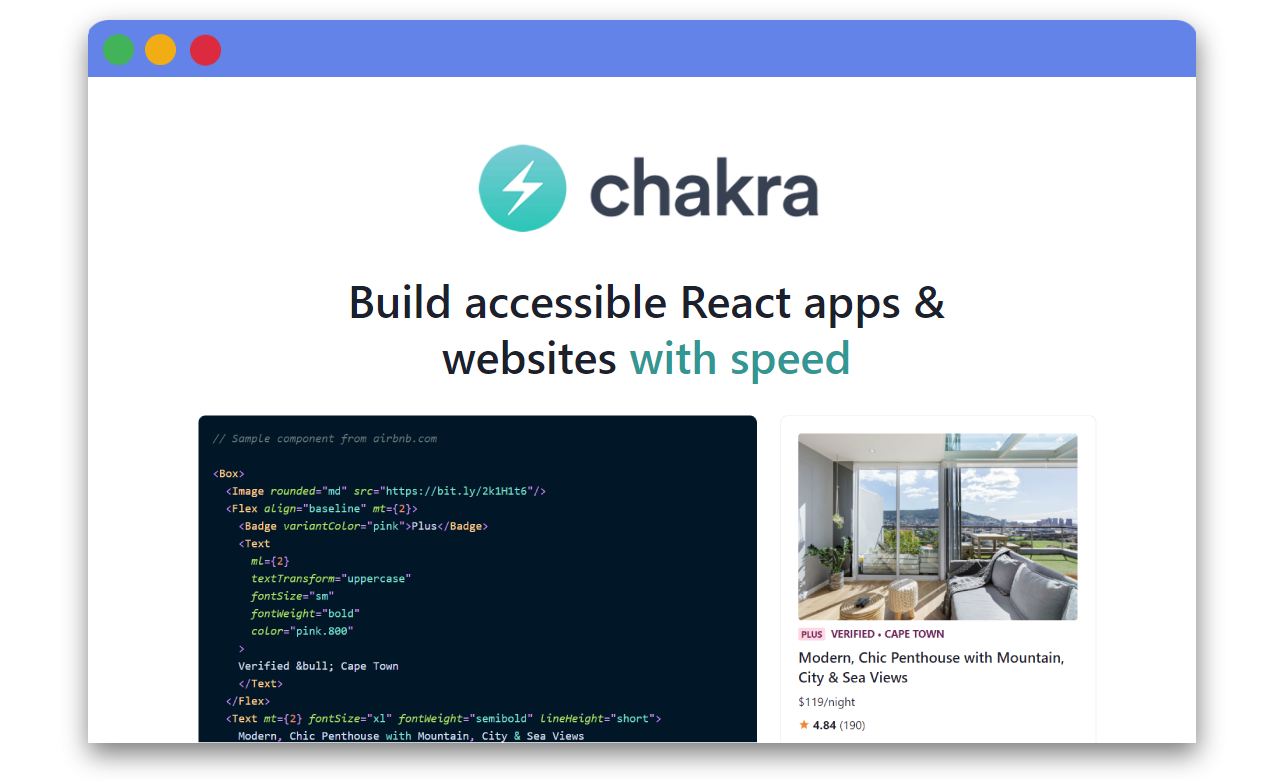 chakra
Build accessible React apps &
websites with speed
// Sample component from airbnb.com
<Box>
  <Image rounded="md" src="https://bit.ly/2k1H1t6"/>
  <Flex align="baseline" mt={2}>
    <Badge variantColor="pink">Plus</Badge>
    <Text
      ml={2}
      textTransform="uppercase"
      fontSize="sm"
      fontWeight="bold"
      color="pink.800"
    >
    Verified &bull; Cape Town
    </Text>
  </Flex>
  <Text mt={2} fontSize="xl" fontWeight="semibold" lineHeight="short">
    Modern, Chic Penthouse with Mountain, City & Sea Views
PLUS VERIFIED • CAPE TOWN
Modern, Chic Penthouse with Mountain,
City & Sea Views
$119/night
★ 4.84 (190)